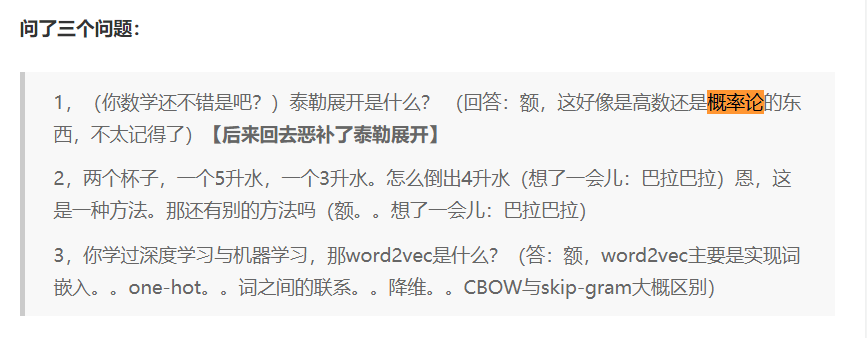 问了三个问题：
1，（你数学还不错是吧？）泰勒展开是什么？（回答：额，这好像是高数还是概率论的东
西，不太记得了）【后来回去恶补了泰勒展开】
2，两个杯子，一个5升水，一个3升水。怎么倒出4升水（想了一会儿：巴拉巴拉）恩，这
是一种方法。那还有别的方法吗（额。。想了一会儿：巴拉巴拉）
3，你学过深度学习与机器学习，那word2vec是什么？（答：额，word2vec主要是实现词
嵌入。。one-hot。。词之间的联系。。降维。。CBOW与skip-gram大概区别）